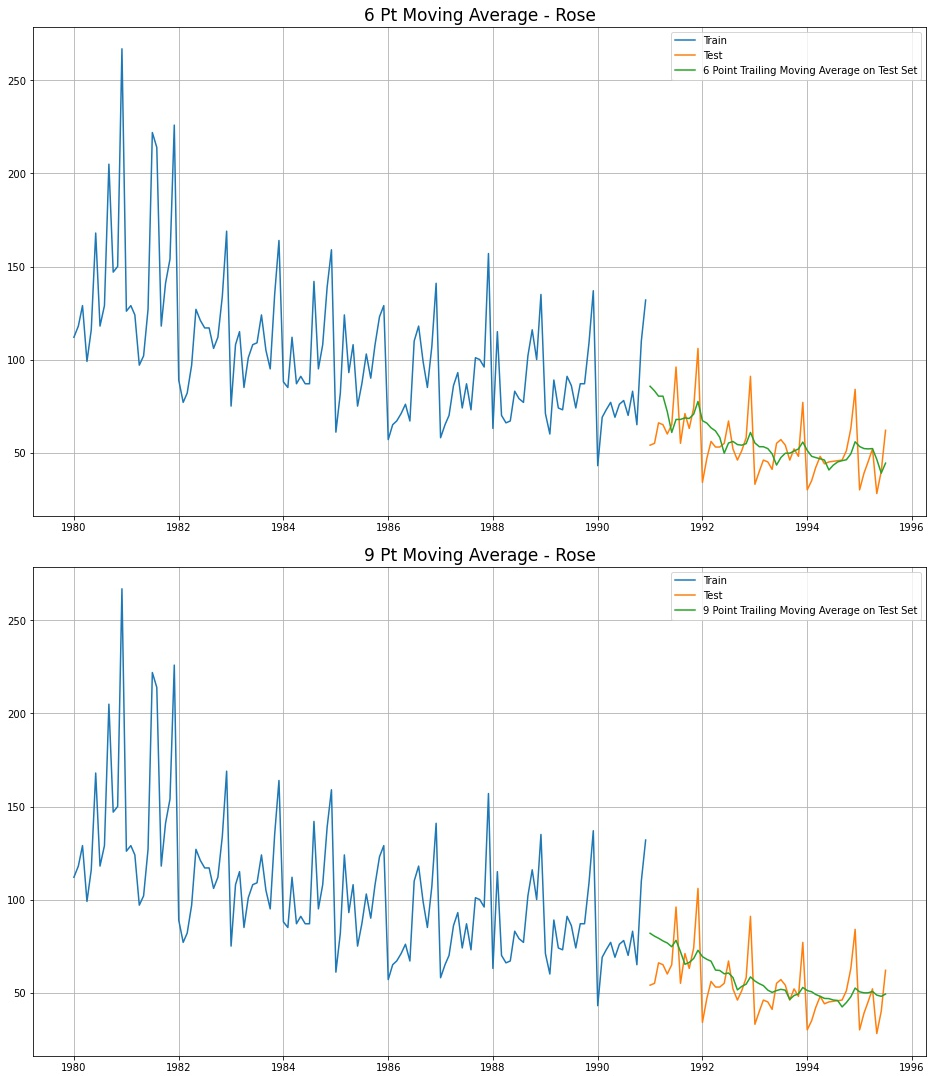 6 Pt Moving Average - Rose
Train
Test
6 Point Trailing Moving Average on Test Set
250
200
150
100
50
1980 1982 1984 1986 1988 1990 1992 1994 1996
9 Pt Moving Average - Rose
Train
Test
9 Point Trailing Moving Average on Test Set
250
200
150
100
50
1980 1982 1984 1986 1988 1990 1992 1994 1996